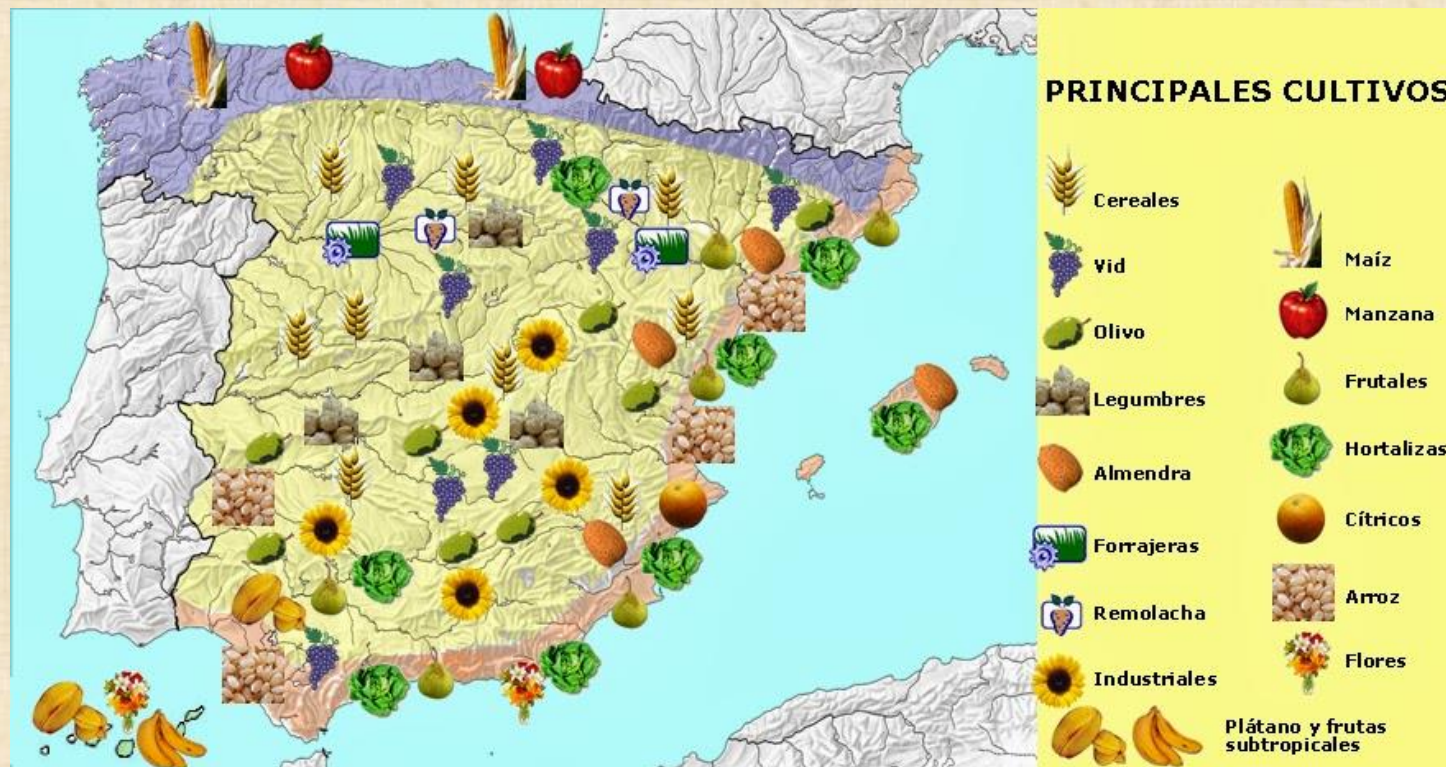 PRINCIPALES CULTIVOS
Cereales
Vid
Olivo
Legumbres
Almendra
Forrajeras
Remolacha
Industriales
Maíz
Manzana
Frutales
Hortalizas
Cítricos
Arroz
Flores
Plátano y frutas
subtropicales